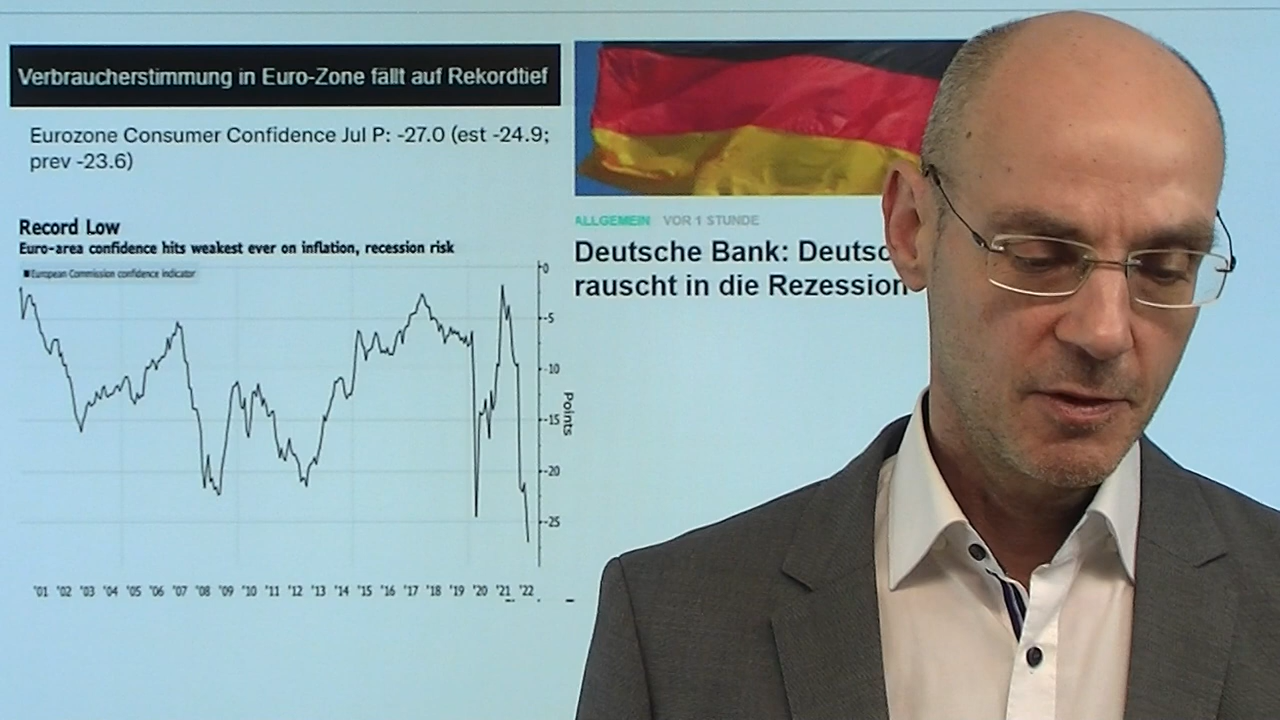 Verbraucherstimmung in Euro-Zone fällt auf Rekordtief
Eurozone Consumer Confidence Jul P: -27.0 (est -24.9;
prev -23.6)
Record Low
Euro-area confidence hits weakest ever on inflation, recession risk
European Commission confidence indicator
0
-5
-10
-15
-20
-25
Points
'01 '02 '03 '04 '05 '06 '07 '08 '09 '10 '11 '12 '13 '14 '15 '16 '17 '18 '19 '20 '21 '22
ALLGEMEIN VOR 1 STUNDE
Deutsche Bank: Deutsc
rauscht in die Rezession